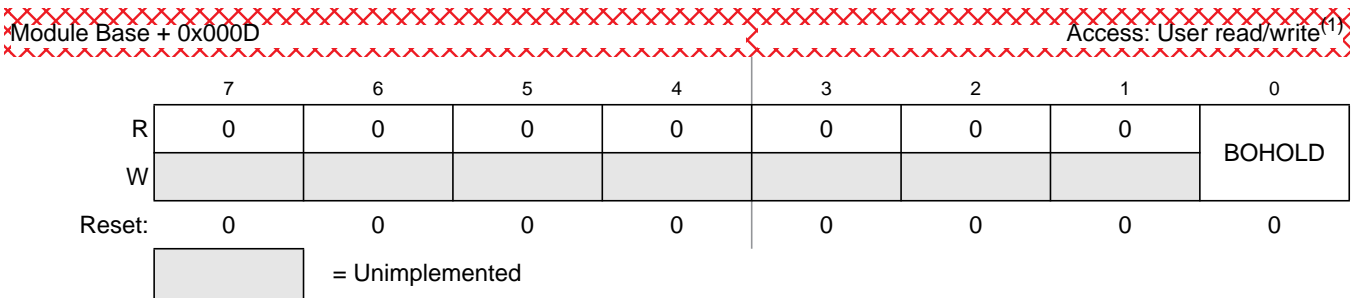 Module Base + 0x000D Access: User read/write(1)
7 6 5 4 3 2 1 0
R 0 0 0 0 0 0 0 BOHOLD
W
Reset: 0 0 0 0 0 0 0 0
= Unimplemented